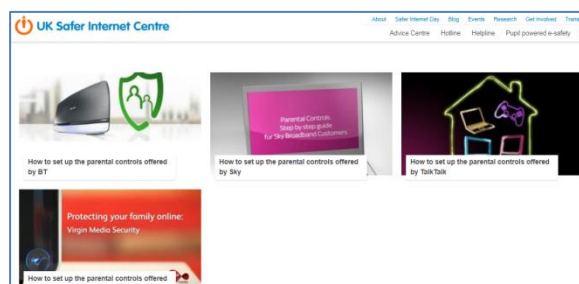 UK Safer Internet Centre
About Safer Internet Day Blog Events Research Get involved
Advice Centre Hotline Helpline Pupil powered e-safety
Parental Controls
Step by step guide
for Sky Broadband Customers
How to set up the parental controls offered
by BT
How to set up the parental controls offered
by Sky
How to set up the parental controls offered
by TalkTalk
Protecting your family online:
Virgin Media Security
How to set up the parental controls offered